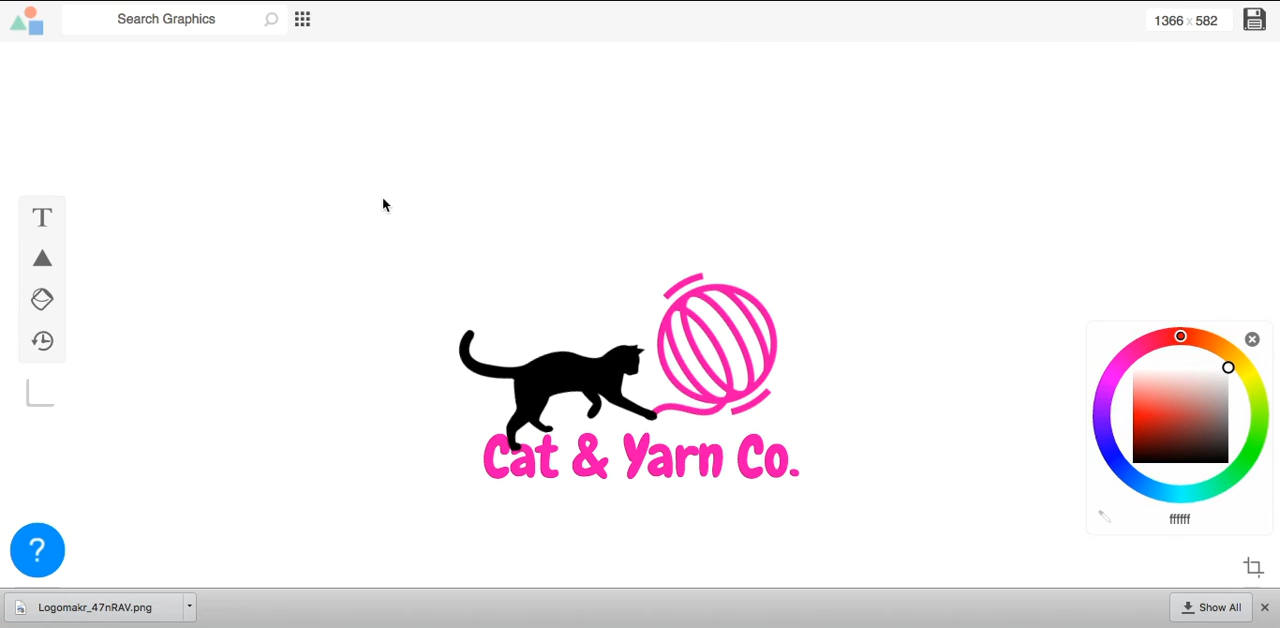 Search Graphics
1366 x 582
T
Cat & Yarn Co.
ffffff
?
Logomakr_47nRAV.png
Show All